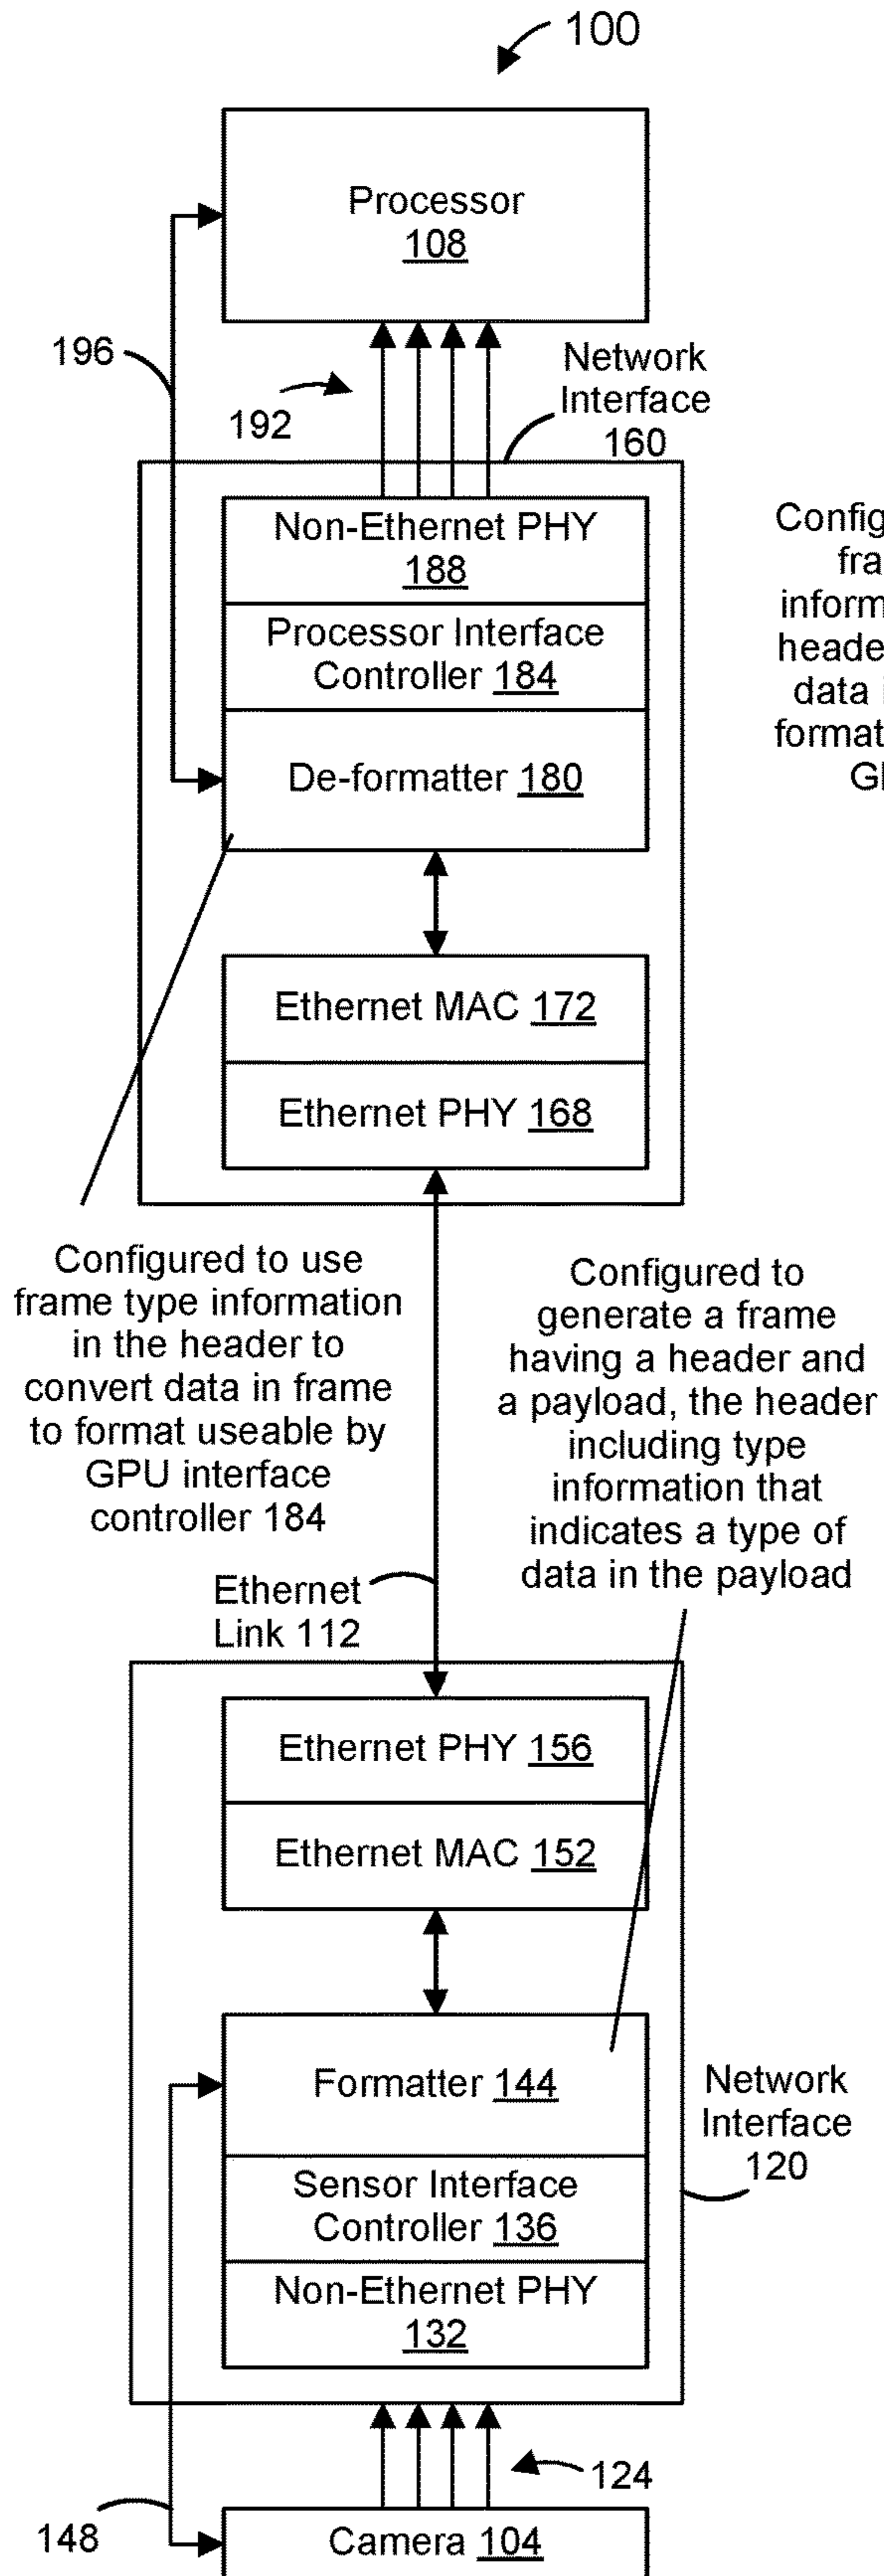 100
Processor
108
196
192
Network
Interface
160
Non-Ethernet PHY
188
Processor Interface
Controller 184
De-formatter 180
Ethernet MAC 172
Ethernet PHY 168
Configured to use
frame type information
in the header to
convert data in frame
to format useable by
GPU interface
controller 184
Configured to
generate a frame
having a header and
a payload, the header
including type
information that
indicates a type of
data in the payload
Ethernet
Link 112
Ethernet PHY 156
Ethernet MAC 152
Formatter 144
Sensor Interface
Controller 136
Non-Ethernet PHY
132
Network
Interface
120
124
148
Camera 104
data